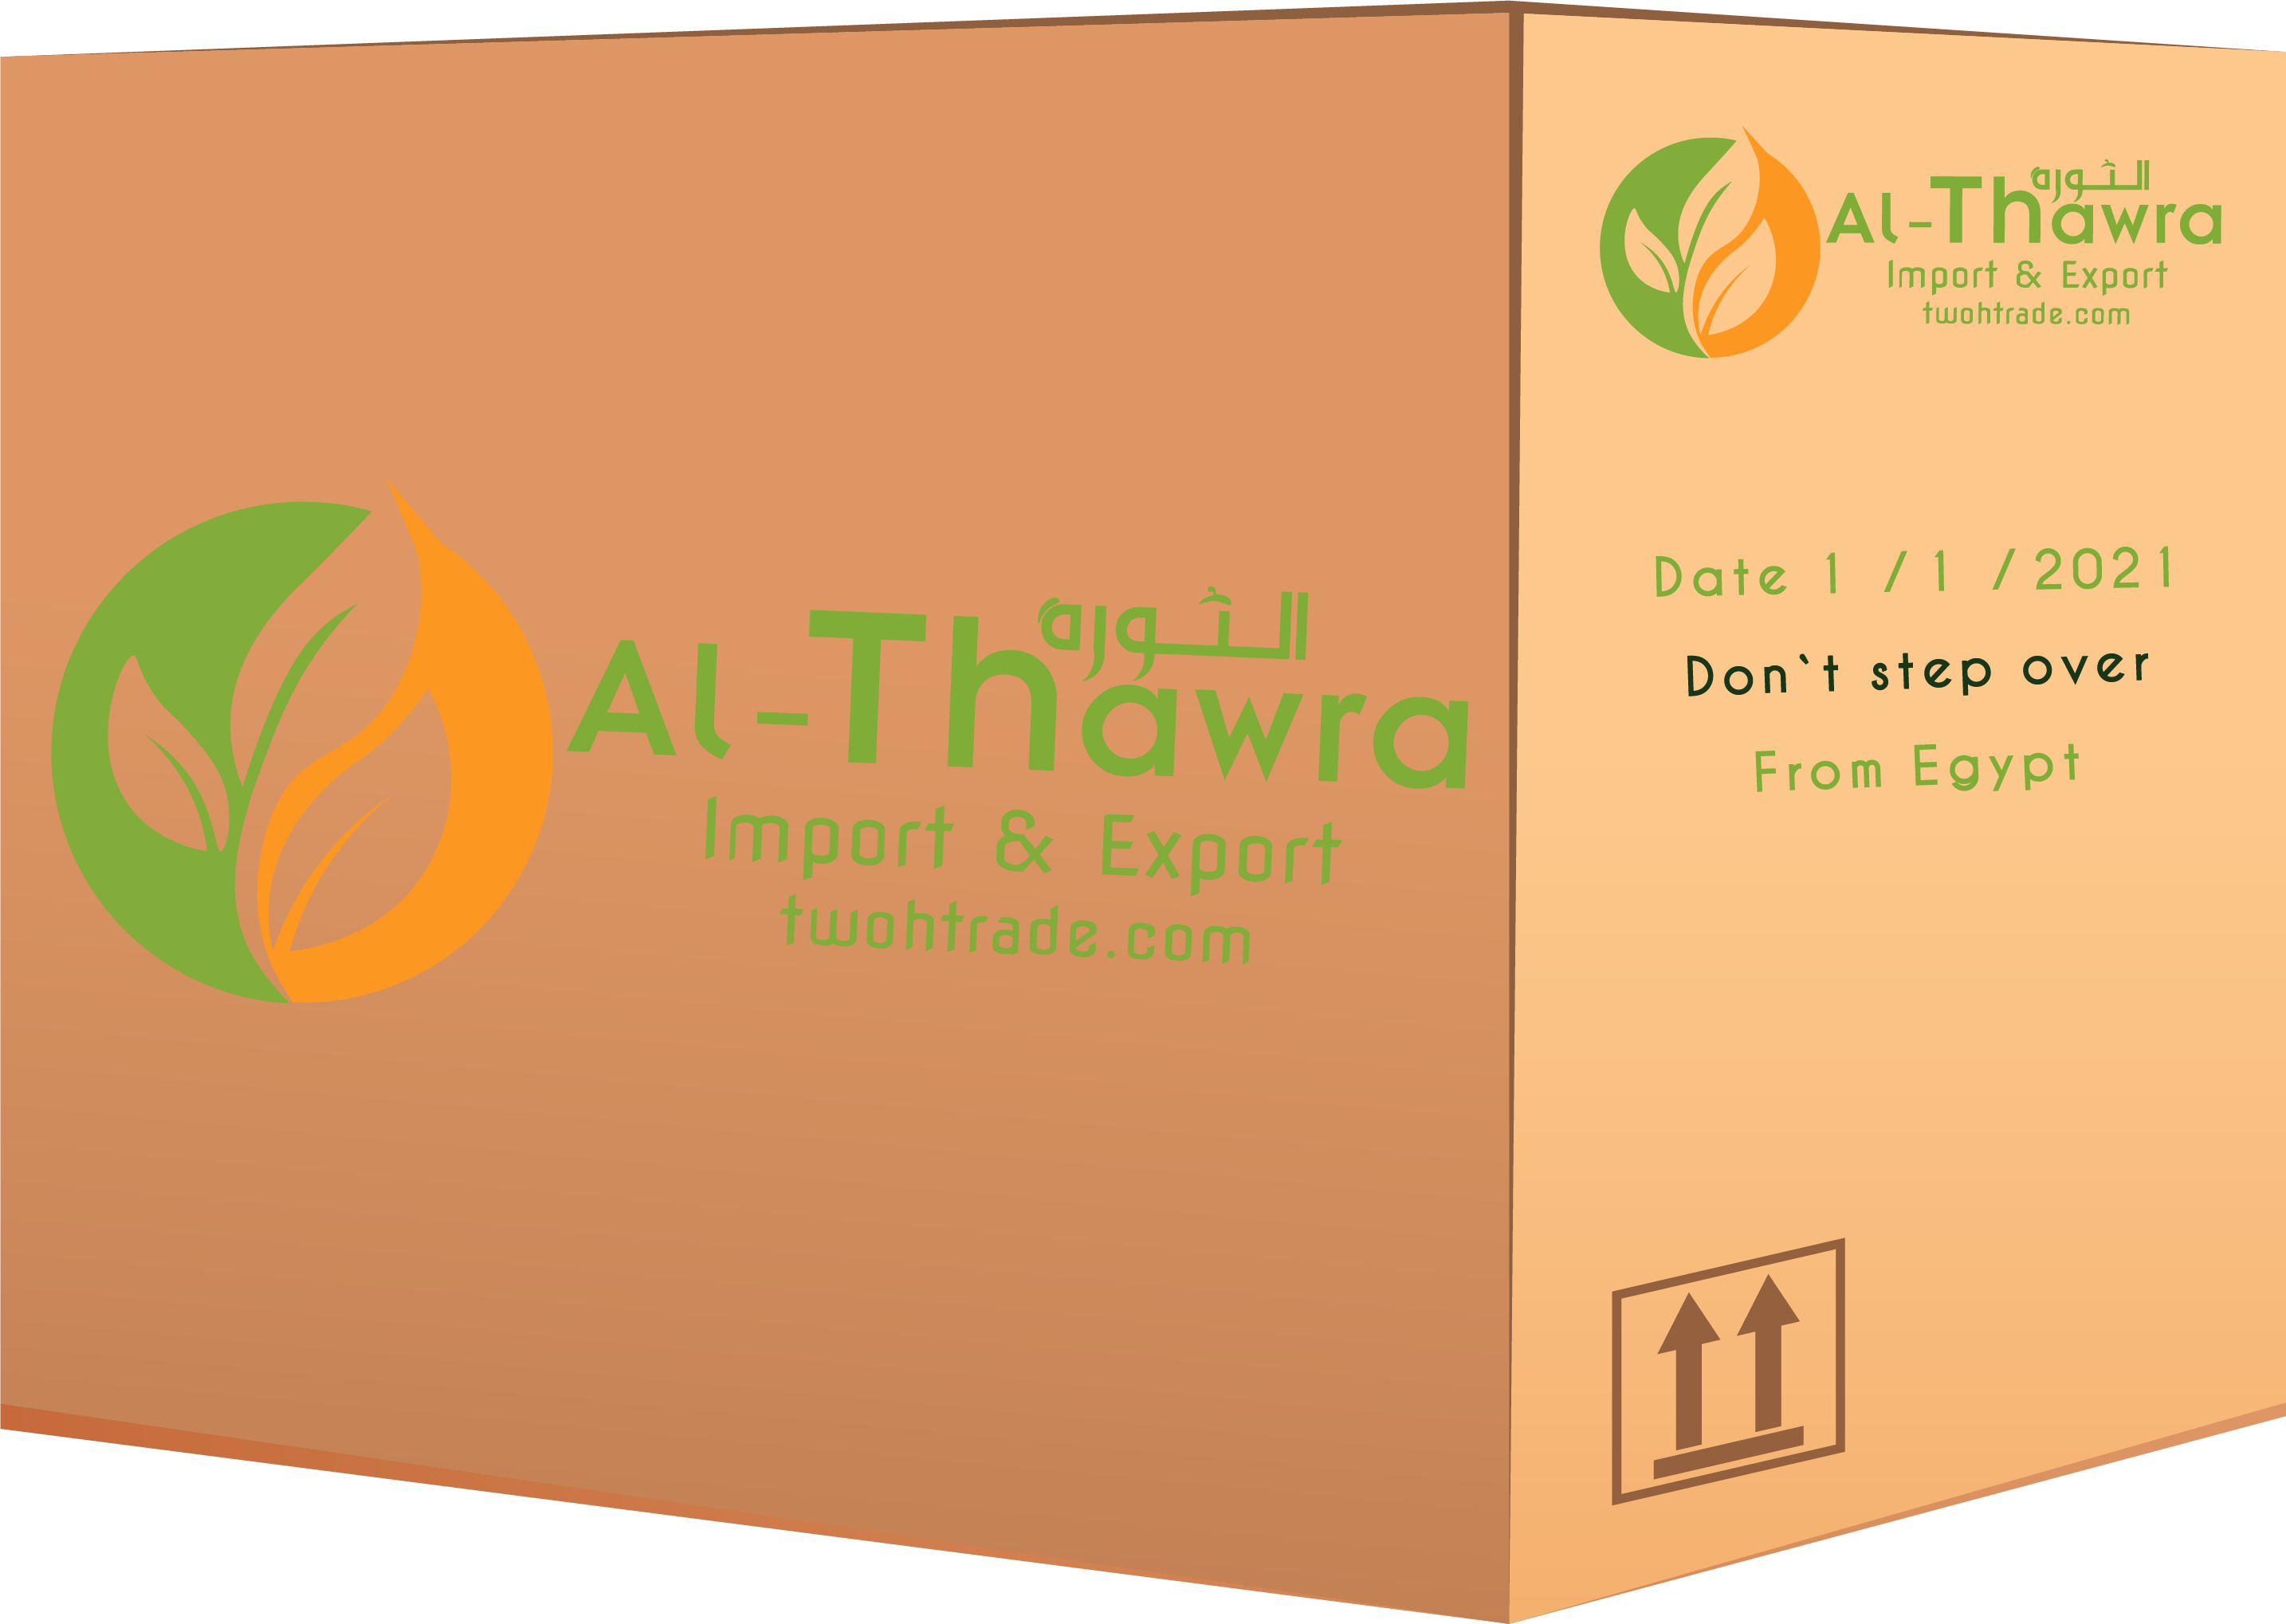 الثورة
Al-Thawra
Import & Export
twohtrade.com
الثورة
Al-Thawra
Import & Export
twohtrade.com
Date 1 / 1 / 2021
Don't step over
From Egypt